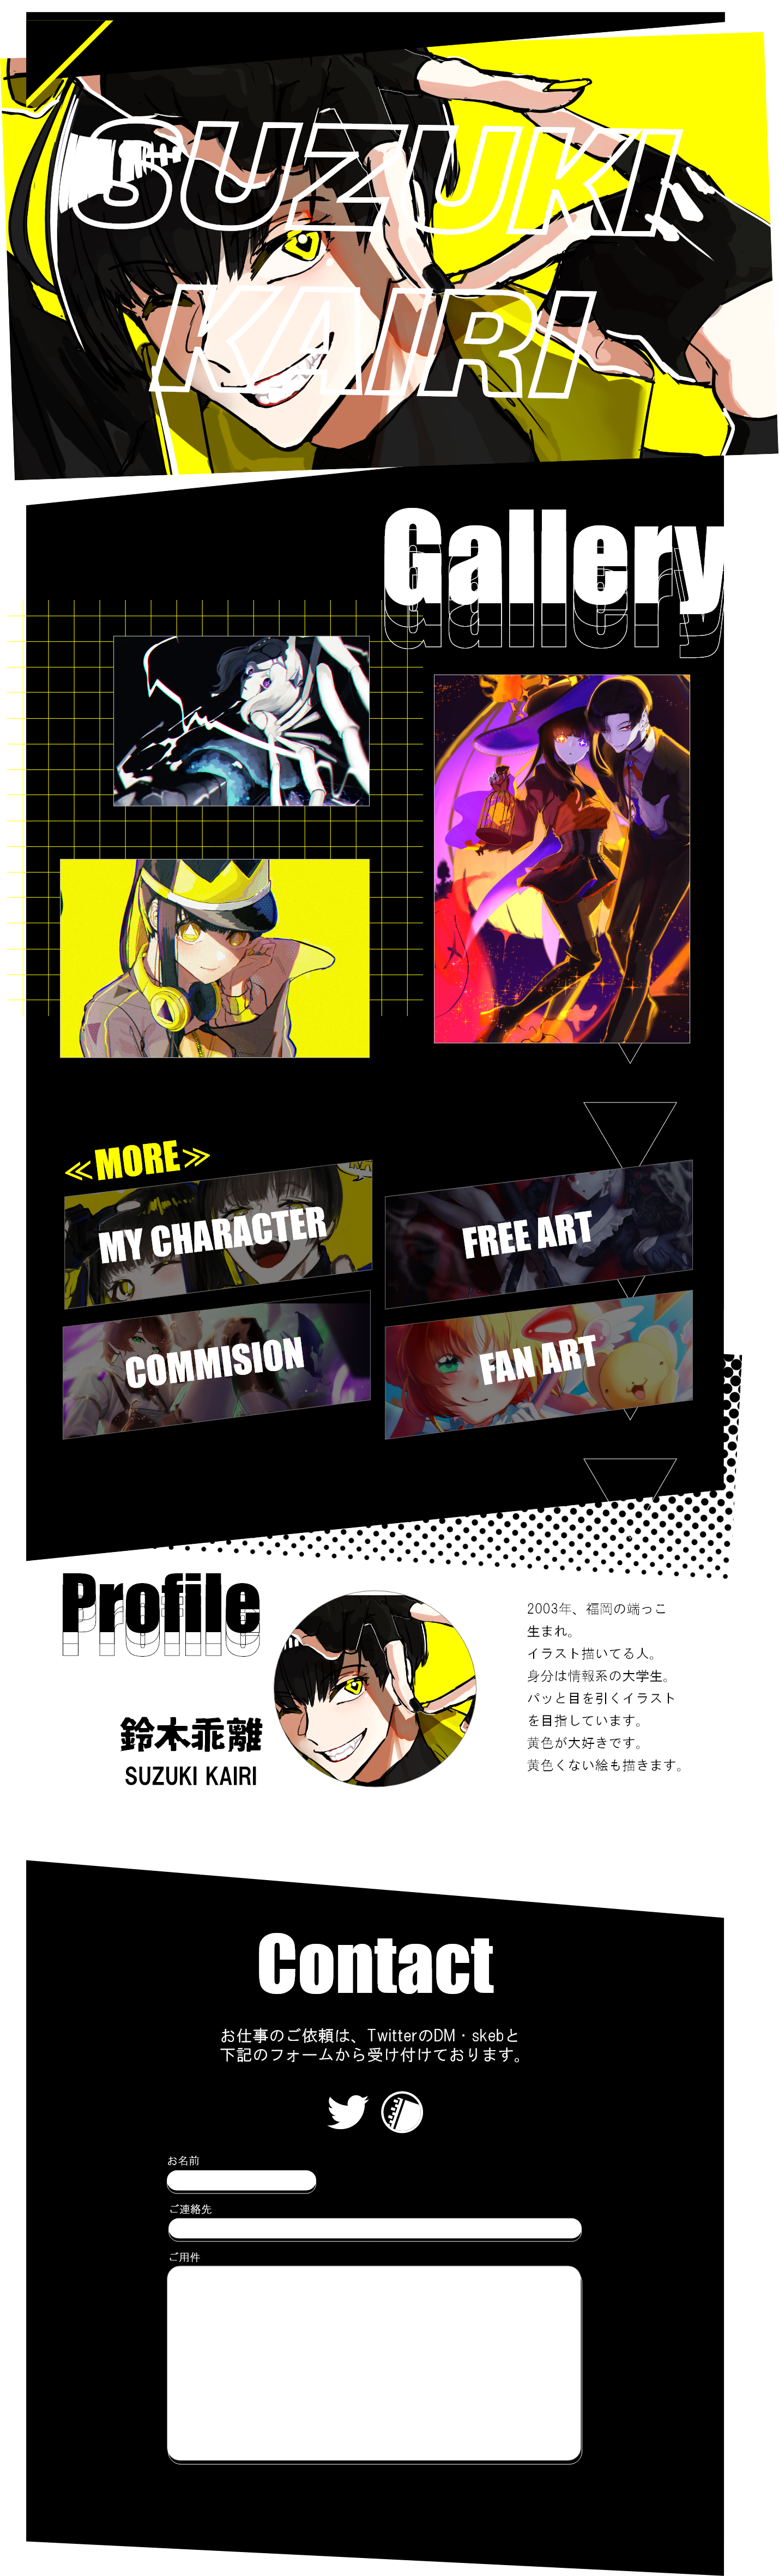 SUZUKI
KAIRI
Gallery
≪MORE≫
MY CHARACTER
FREE ART
COMMISION
FAN ART
Profile
鈴木乖離
SUZUKI KAIRI
2003年、福岡の端っこ
生まれ。
イラスト描いてる人。
身分は情報系の大学生。
パッと目を引くイラスト
を目指しています。
黄色が大好きです。
黄色くない絵も描きます。
Contact
お仕事のご依頼は、TwitterのDM・skebと
下記のフォームから受け付けております。
お名前
ご連絡先
ご用件